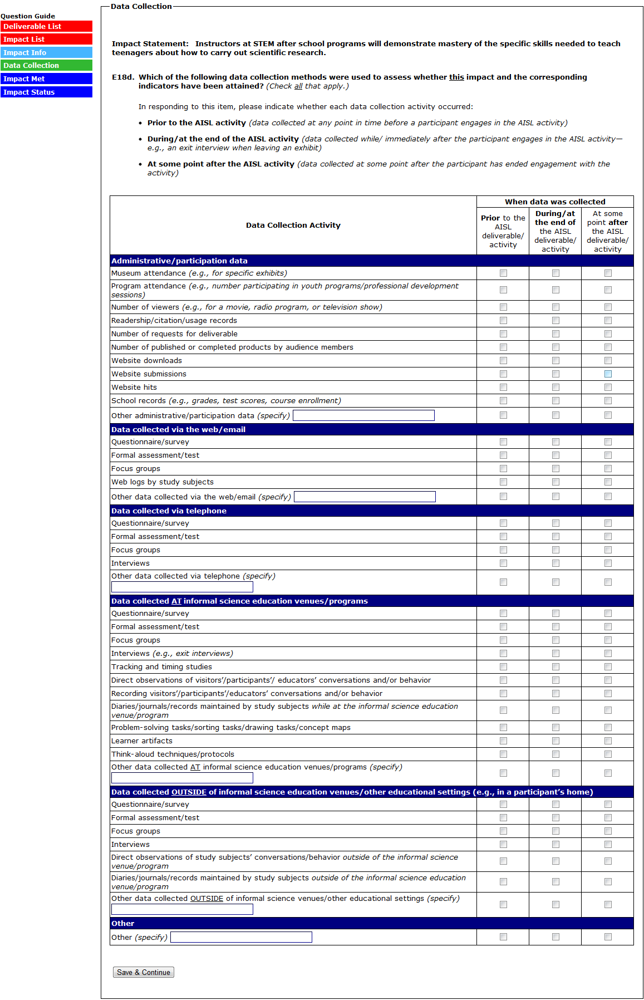 Data Collection
Question Guide
Deliverable List
Impact List
Impact Info
Data Collection
Impact Met
Impact Status
Impact Statement:   Instructors at STEM after school programs will demonstrate mastery of the specific skills needed to teach
teenagers about how to carry out scientific research.
E18d. Which of the following data collection methods were used to assess whether this impact and the corresponding
indicators have been attained? (Check all that apply.)
In responding to this item, please indicate whether each data collection activity occurred:
• Prior to the AISL activity (data collected at any point in time before a participant engages in the AISL activity)
• During/at the end of the AISL activity (data collected while/ immediately after the participant engages in the AISL activity—
e.g., an exit interview when leaving an exhibit)
• At some point after the AISL activity (data collected at some point after the participant has ended engagement with the
activity)
Data Collection Activity
When data was collected
Prior to the
AISL
deliverable/
activity
During/at
the end of
the AISL
deliverable/
activity
At some
point after
the AISL
deliverable/
activity
Administrative/participation data
Museum attendance (e.g., for specific exhibits)
Program attendance (e.g., number participating in youth programs/professional development
sessions)
Number of viewers (e.g., for a movie, radio program, or television show)
Readership/citation/usage records
Number of requests for deliverable
Number of published or completed products by audience members
Website downloads
Website submissions
Website hits
School records (e.g., grades, test scores, course enrollment)
Other administrative/participation data (specify)
Data collected via the web/email
Questionnaire/survey
Formal assessment/test
Focus groups
Web logs by study subjects
Other data collected via the web/email (specify)
Data collected via telephone
Questionnaire/survey
Formal assessment/test
Focus groups
Interviews
Other data collected via telephone (specify)
Data collected AT informal science education venues/programs
Questionnaire/survey
Formal assessment/test
Focus groups
Interviews (e.g., exit interviews)
Tracking and timing studies
Direct observations of visitors’/participants’/ educators’ conversations and/or behavior
Recording visitors’/participants’/educators’ conversations and/or behavior
Diaries/journals/records maintained by study subjects while at the informal science education
venue/program
Problem-solving tasks/sorting tasks/drawing tasks/concept maps
Learner artifacts
Think-aloud techniques/protocols
Other data collected AT informal science education venues/programs (specify)
Data collected OUTSIDE of informal science education venues/other educational settings (e.g., in a participant’s home)
Questionnaire/survey
Formal assessment/test
Focus groups
Interviews
Direct observations of study subjects’ conversations/behavior outside of the informal science
venue/program
Diaries/journals/records maintained by study subjects outside of the informal science education
venue/program
Other data collected OUTSIDE of informal science venues/other educational settings (specify)
Other
Other (specify)
Save & Continue